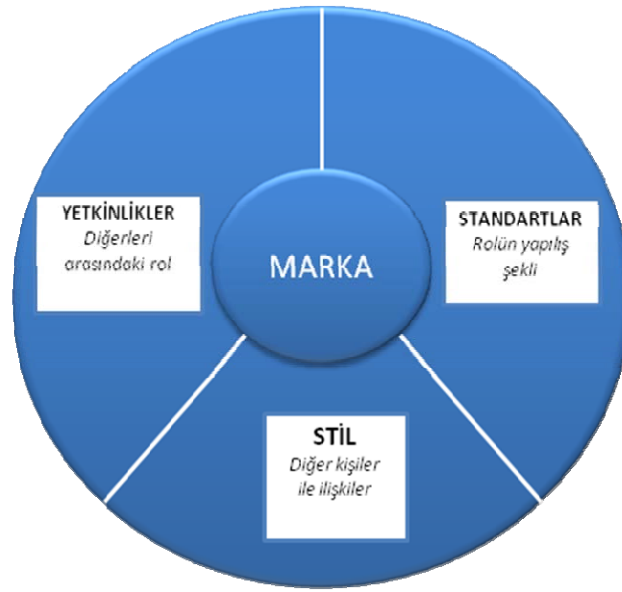 YETKİNLİKLER
Diğerleri
arasındaki rol
MARKA
STANDARTLAR
Rolün yapılış
şekli
STİL
Diğer kişiler
ile ilişkiler